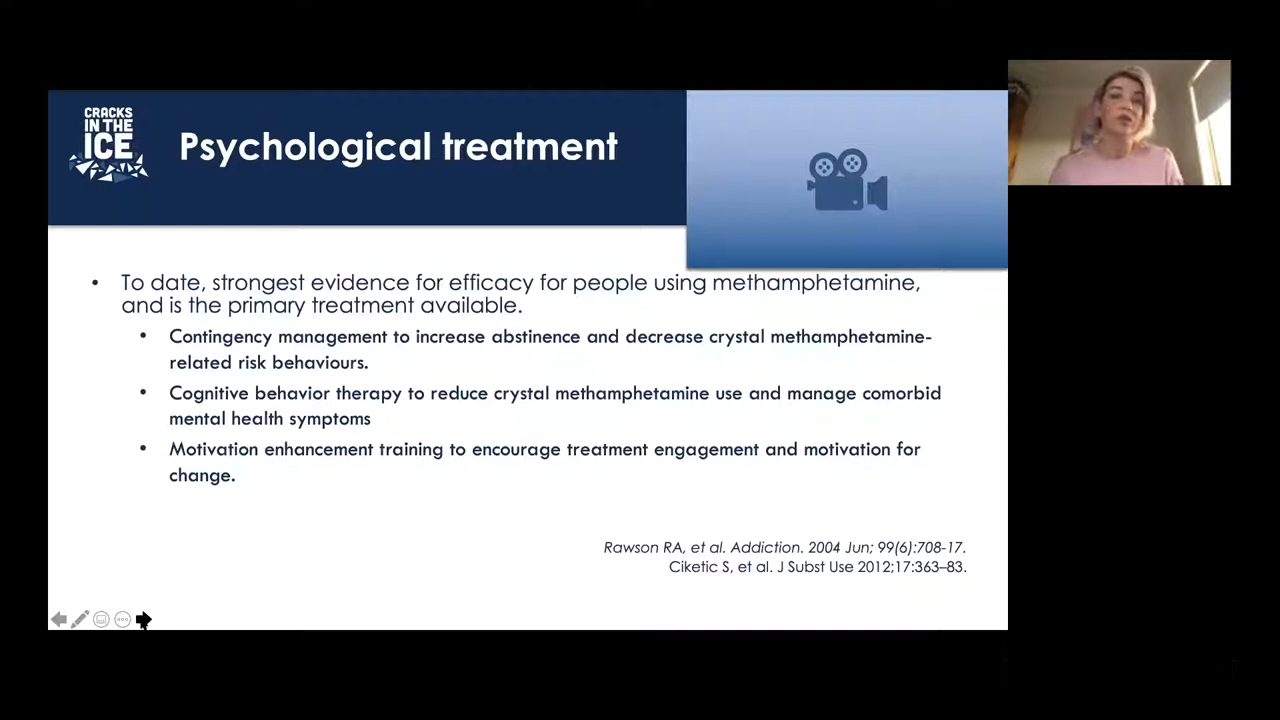 CRACKS
IN THE
ICE
Psychological treatment
• To date, strongest evidence for efficacy for people using methamphetamine,
and is the primary treatment available.
• Contingency management to increase abstinence and decrease crystal methamphetamine-
related risk behaviours.
• Cognitive behavior therapy to reduce crystal methamphetamine use and manage comorbid
mental health symptoms
• Motivation enhancement training to encourage treatment engagement and motivation for
change.
Rawson RA, et al. Addiction. 2004 Jun; 99(6):708-17.
Ciketic S, et al. J Subst Use 2012;17:363–83.